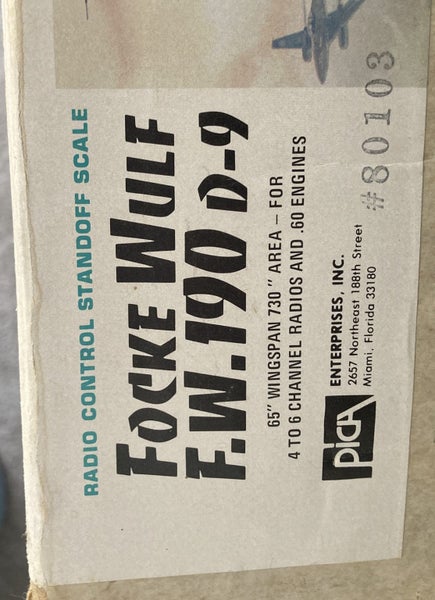 RADIO CONTROL STANDOFF SCALE
FOCKE WULF
F.W.190 D-9
65" WINGSPAN 730" AREA – FOR
4 TO 6 CHANNEL RADIOS AND .60 ENGINES
PICA ENTERPRISES, INC.
2657 Northeast 188th Street
Miami, Florida 33180
#80103